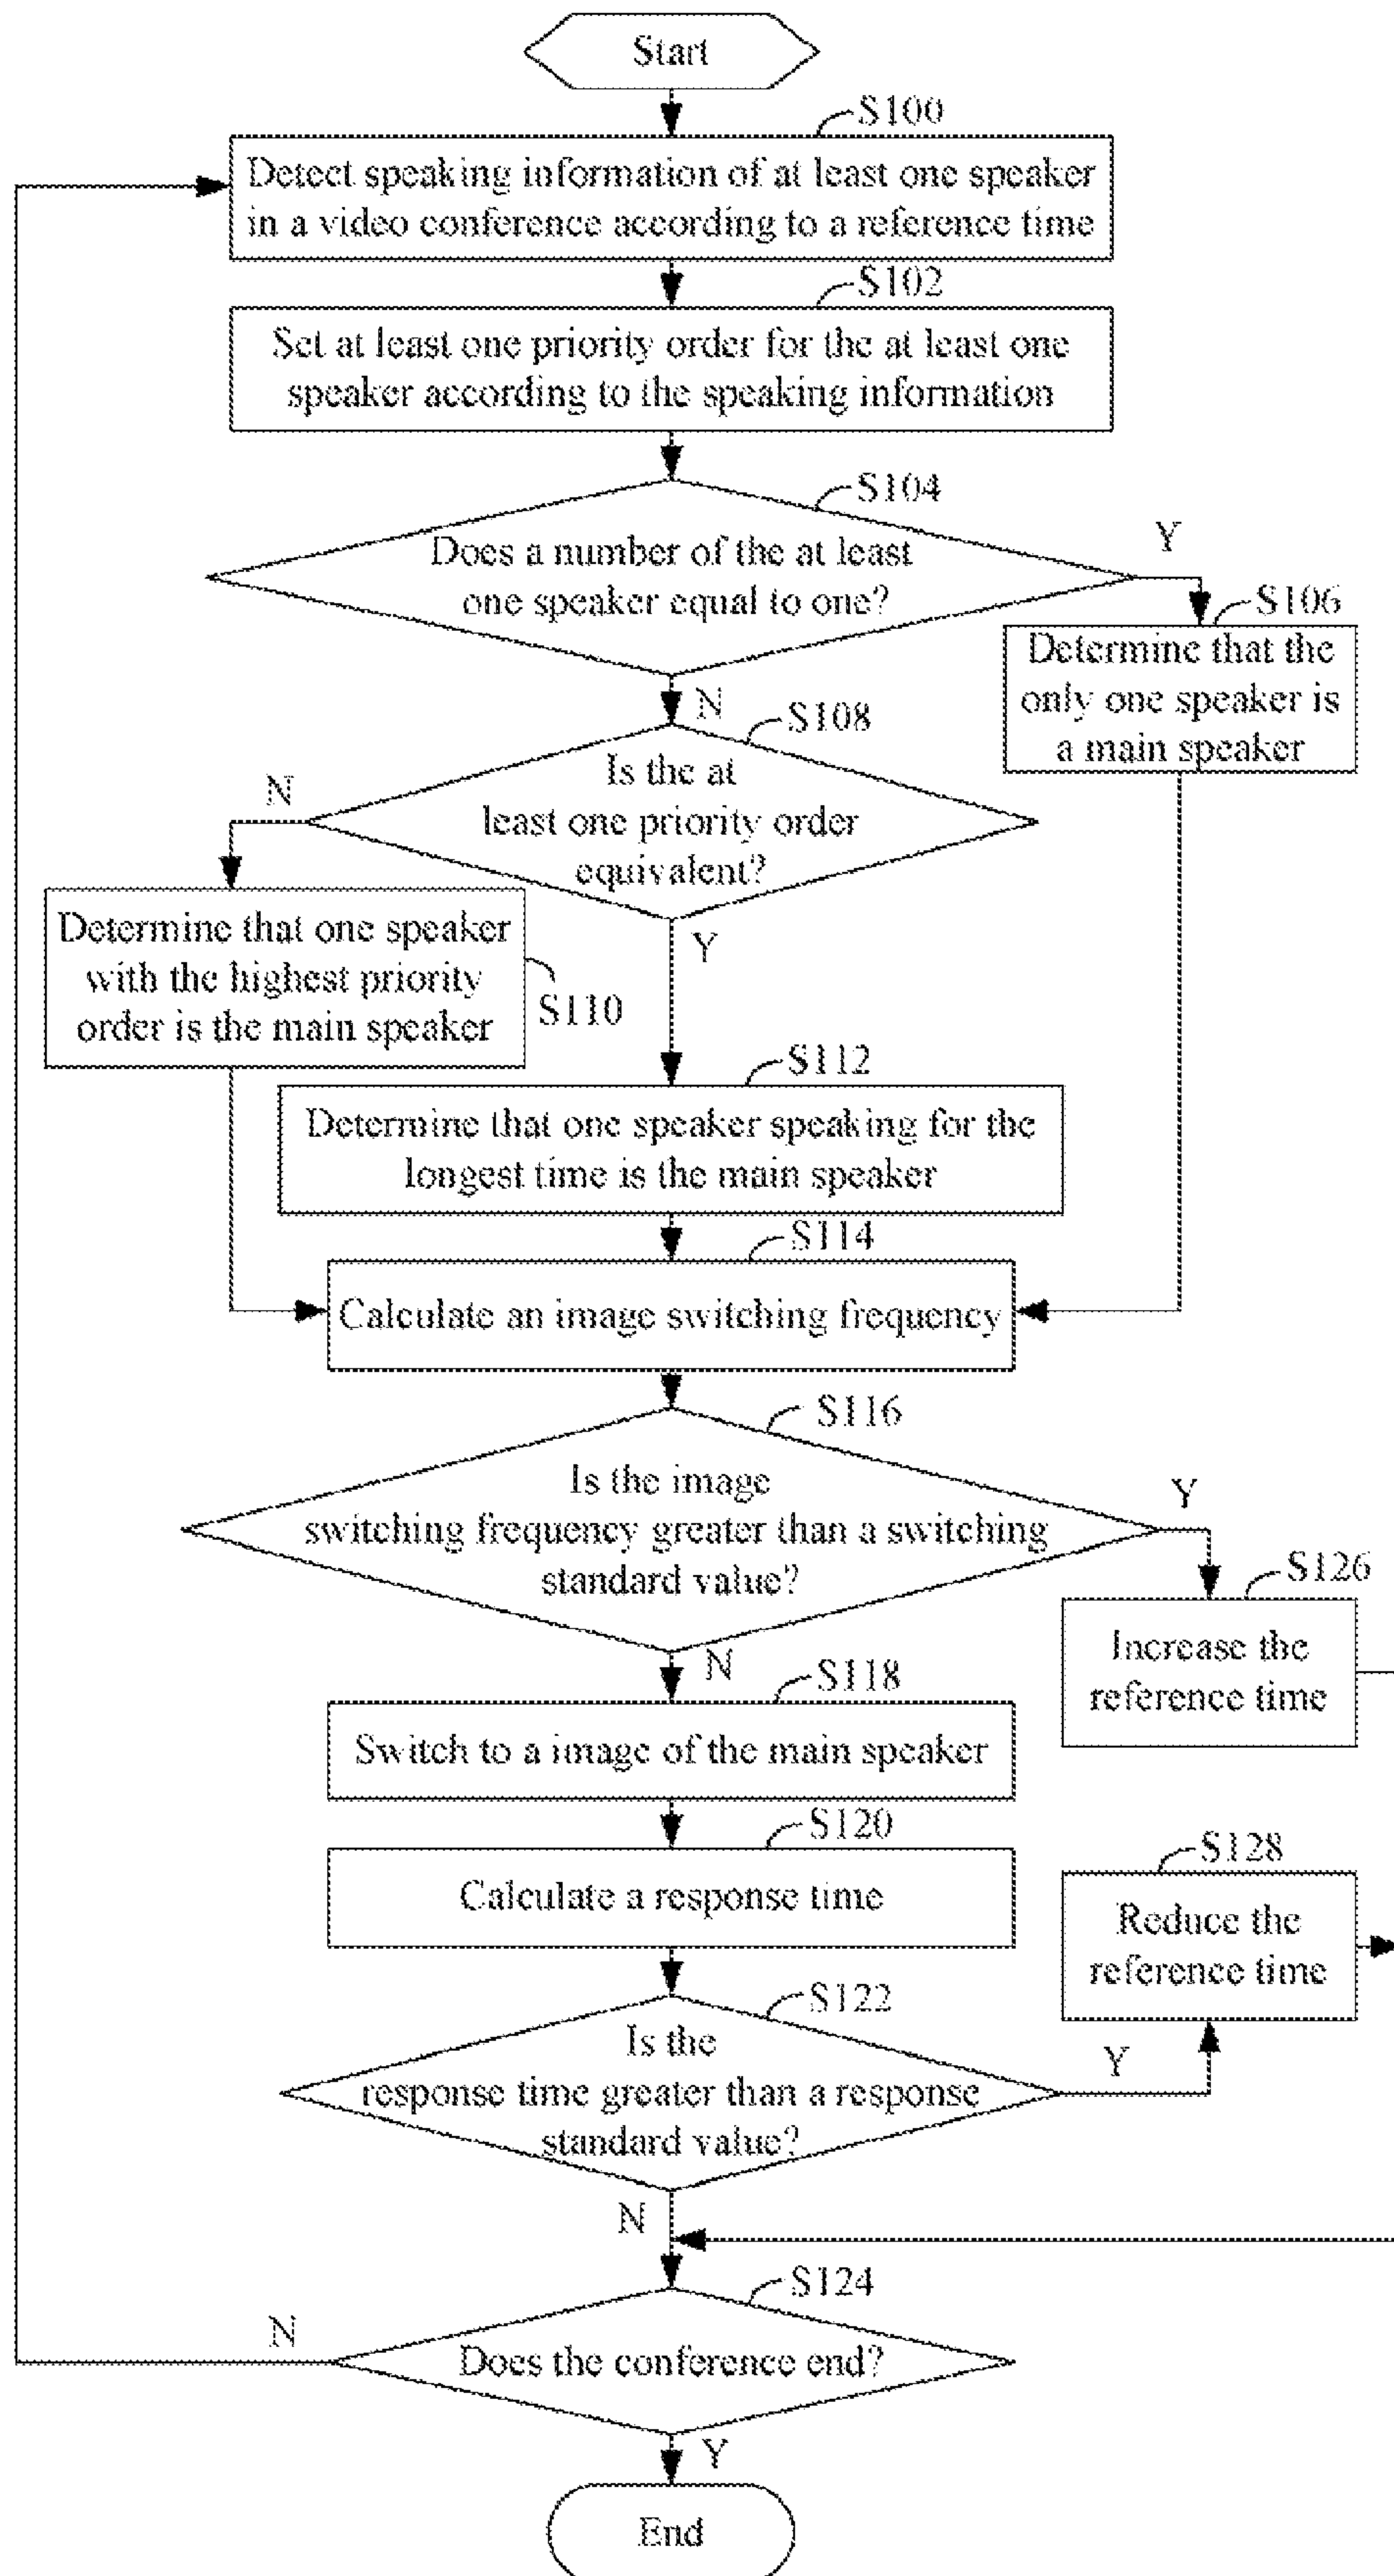 Start
S100
Detect speaking information of at least one speaker
in a video conference according to a reference time
S102
Set at least one priority order for the at least one
speaker according to the speaking information
S104
Does a number of the at least
one speaker equal to one?
Y
S106
Determine that the
only one speaker is
a main speaker
N
S108
Is the at
least one priority order
equivalent?
N
Determine that one speaker
with the highest priority
order is the main speaker
S110
Y
S112
Determine that one speaker speaking for the
longest time is the main speaker
S114
Calculate an image switching frequency
S116
Is the image
switching frequency greater than a switching
standard value?
Y
S126
Increase the
reference time
N
S118
Switch to a image of the main speaker
S120
Calculate a response time
S128
Reduce the
reference time
S122
Is the
response time greater than a response
standard value?
Y
N
S124
Does the conference end?
N
Y
End